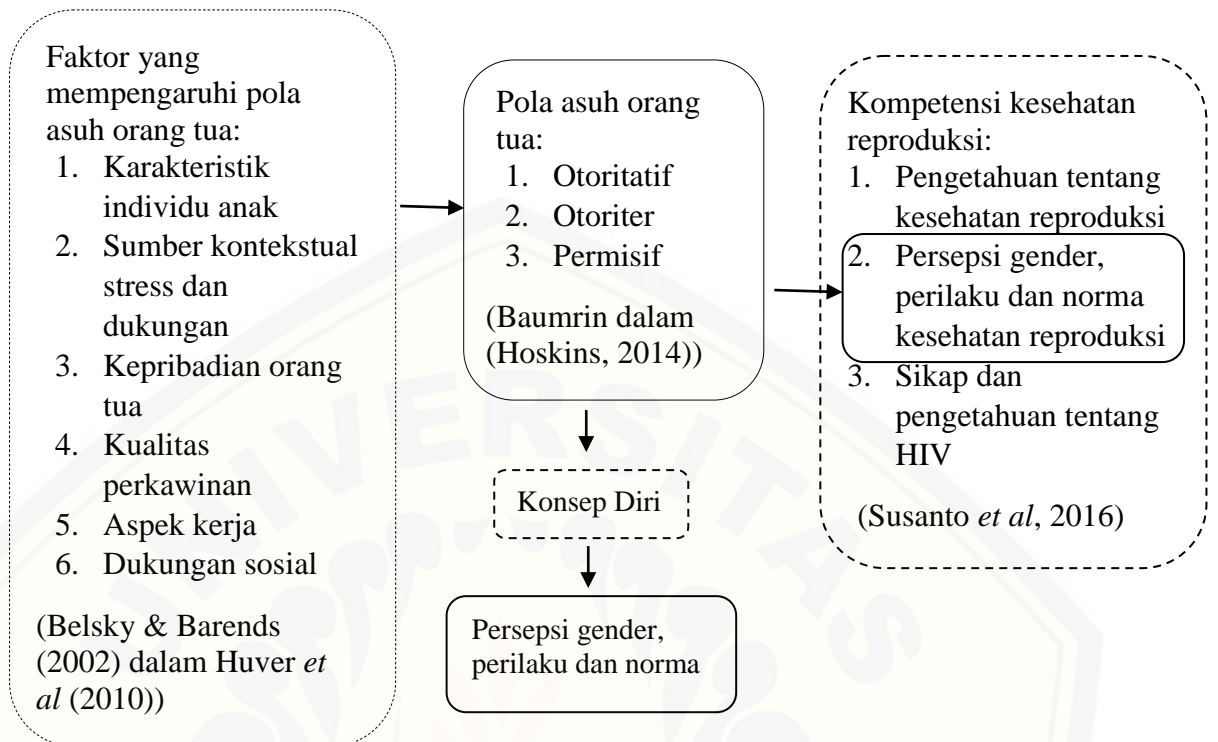 Faktor yang
mempengaruhi pola
asuh orang tua:
1. Karakteristik
individu anak
2. Sumber kontekstual
stress dan
dukungan
3. Kepribadian orang
tua
4. Kualitas
perkawinan
5. Aspek kerja
6. Dukungan sosial
(Belsky & Barends
(2002) dalam Huver et
al (2010))
Pola asuh orang
tua:
1. Otoritatif
2. Otoriter
3. Permisif
(Baumrin dalam
(Hoskins, 2014))
Konsep Diri
Persepsi gender,
perilaku dan norma
Kompetensi kesehatan
reproduksi:
1. Pengetahuan tentang
kesehatan reproduksi
2. Persepsi gender,
perilaku dan norma
kesehatan reproduksi
3. Sikap dan
pengetahuan tentang
HIV
(Susanto et al, 2016)
UNIVERSITAS